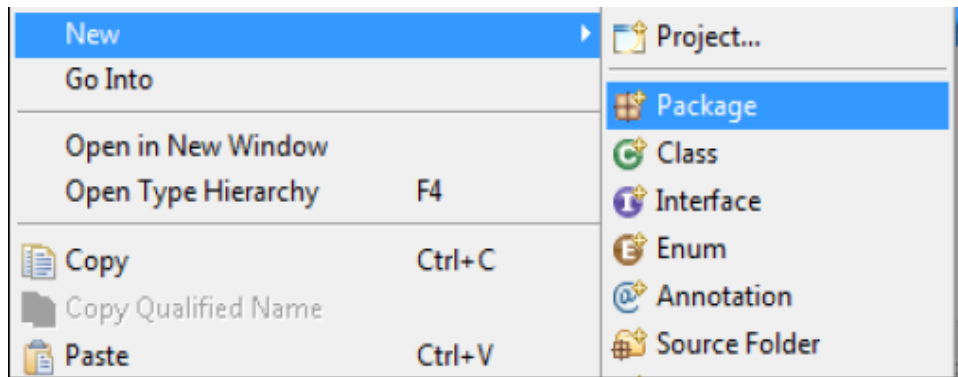 New
Go Into
Open in New Window
Open Type Hierarchy F4
Copy Ctrl+C
Copy Qualified Name
Paste Ctrl+V
Project...
Package
Class
Interface
Enum
Annotation
Source Folder